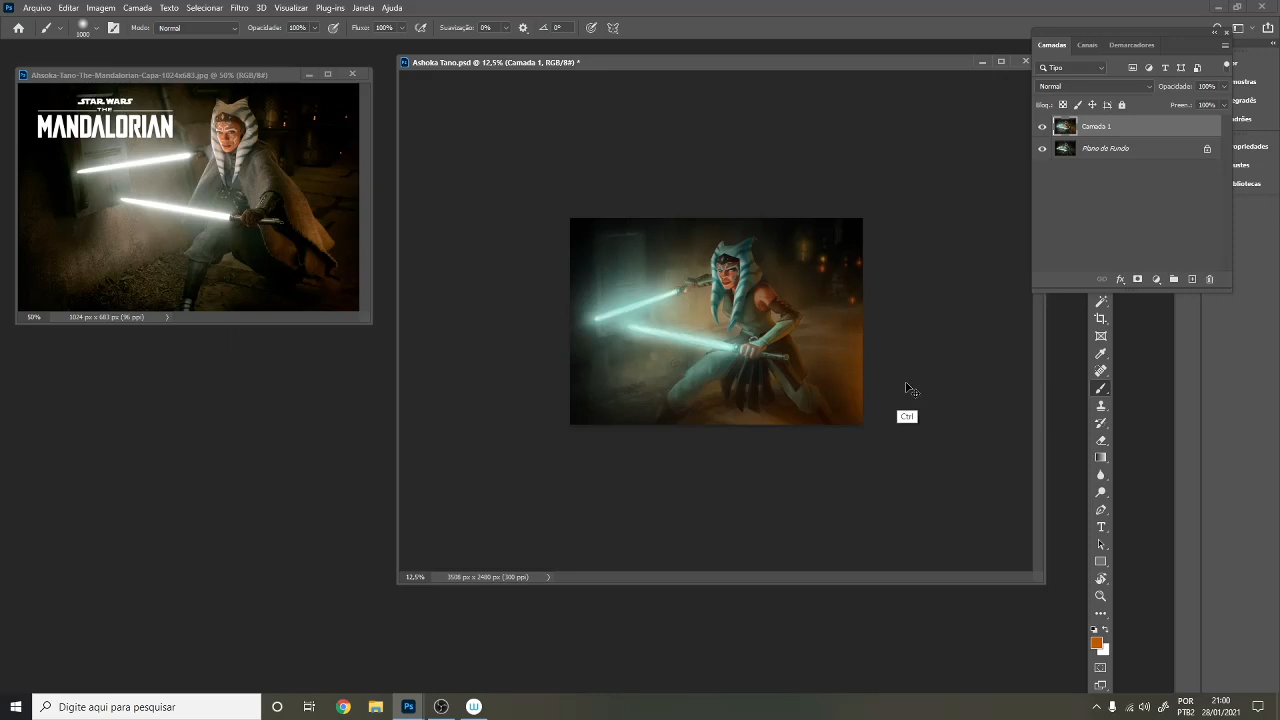 Ps Arquivo Editar Imagem Camada Texto Selecionar Filtro 3D Visualizar Plug-ins Janela Ajuda
1000 Modo: Normal Opacidade: 100% Fluxo: 100% Suavização: 0% 0°
Ahsoka-Tano-The-Mandalorian-Capa-1024x683.jpg @ 50% (RGB/8#)
STAR WARS
THE
MANDALORIAN
50% 1024 px x 683 px (96 ppi)
Ashoka Tano.psd @ 12,5% (Camada 1, RGB/8#) *
Ctrl
12,5% 3508 px x 2480 px (300 ppi)
Camadas Canais Demarcadores
Tipo
Normal Opacidade: 100%
Bloq.: Preen.: 100%
Camada 1
Plano de Fundo
fx
Digite aqui para pesquisar
Ps
W
POR
PTB2
21:00
28/01/2021